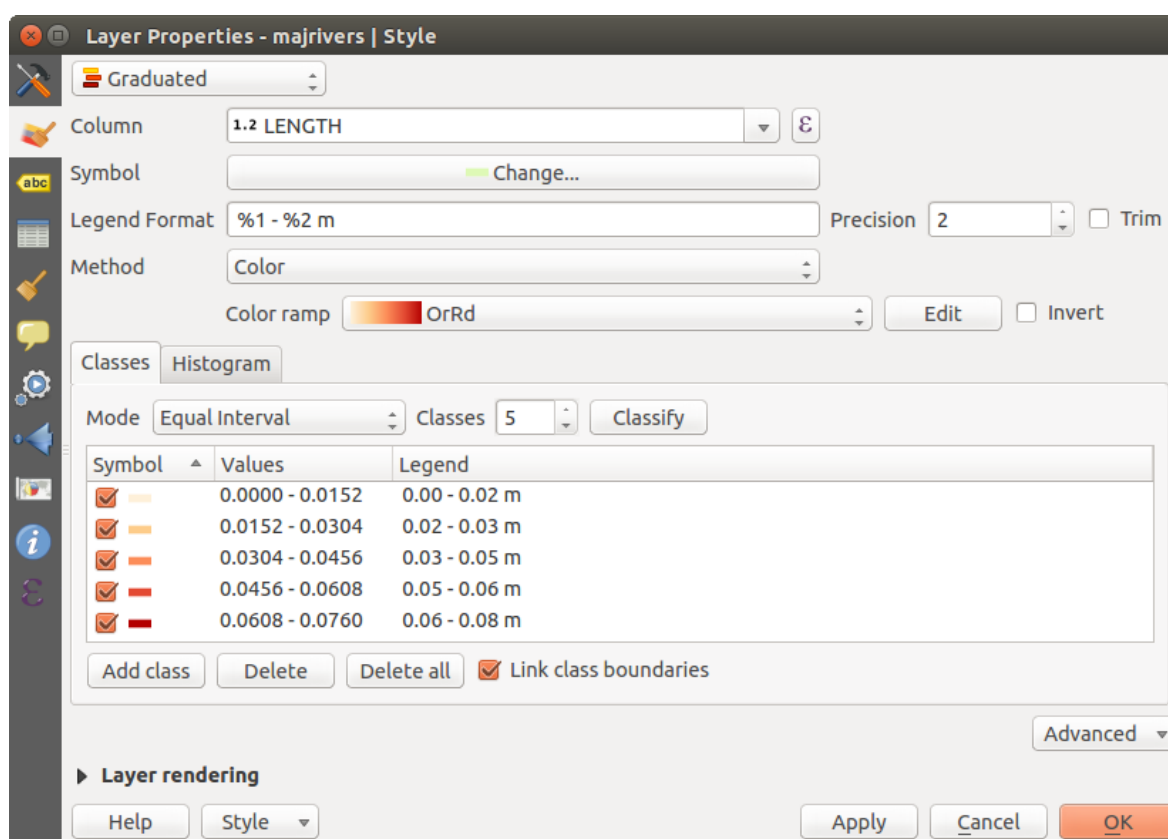 Layer Properties - majrivers | Style
Graduated
Column 1.2 LENGTH ε
abc
Symbol Change...
Legend Format %1 - %2 m Precision 2 Trim
Method Color
Color ramp OrRd Edit Invert
Classes Histogram
Mode Equal Interval Classes 5 Classify
Symbol Values Legend
0.0000 - 0.0152 0.00 - 0.02 m
0.0152 - 0.0304 0.02 - 0.03 m
0.0304 - 0.0456 0.03 - 0.05 m
0.0456 - 0.0608 0.05 - 0.06 m
0.0608 - 0.0760 0.06 - 0.08 m
Add class Delete Delete all Link class boundaries
Advanced
Layer rendering
Help Style Apply Cancel OK